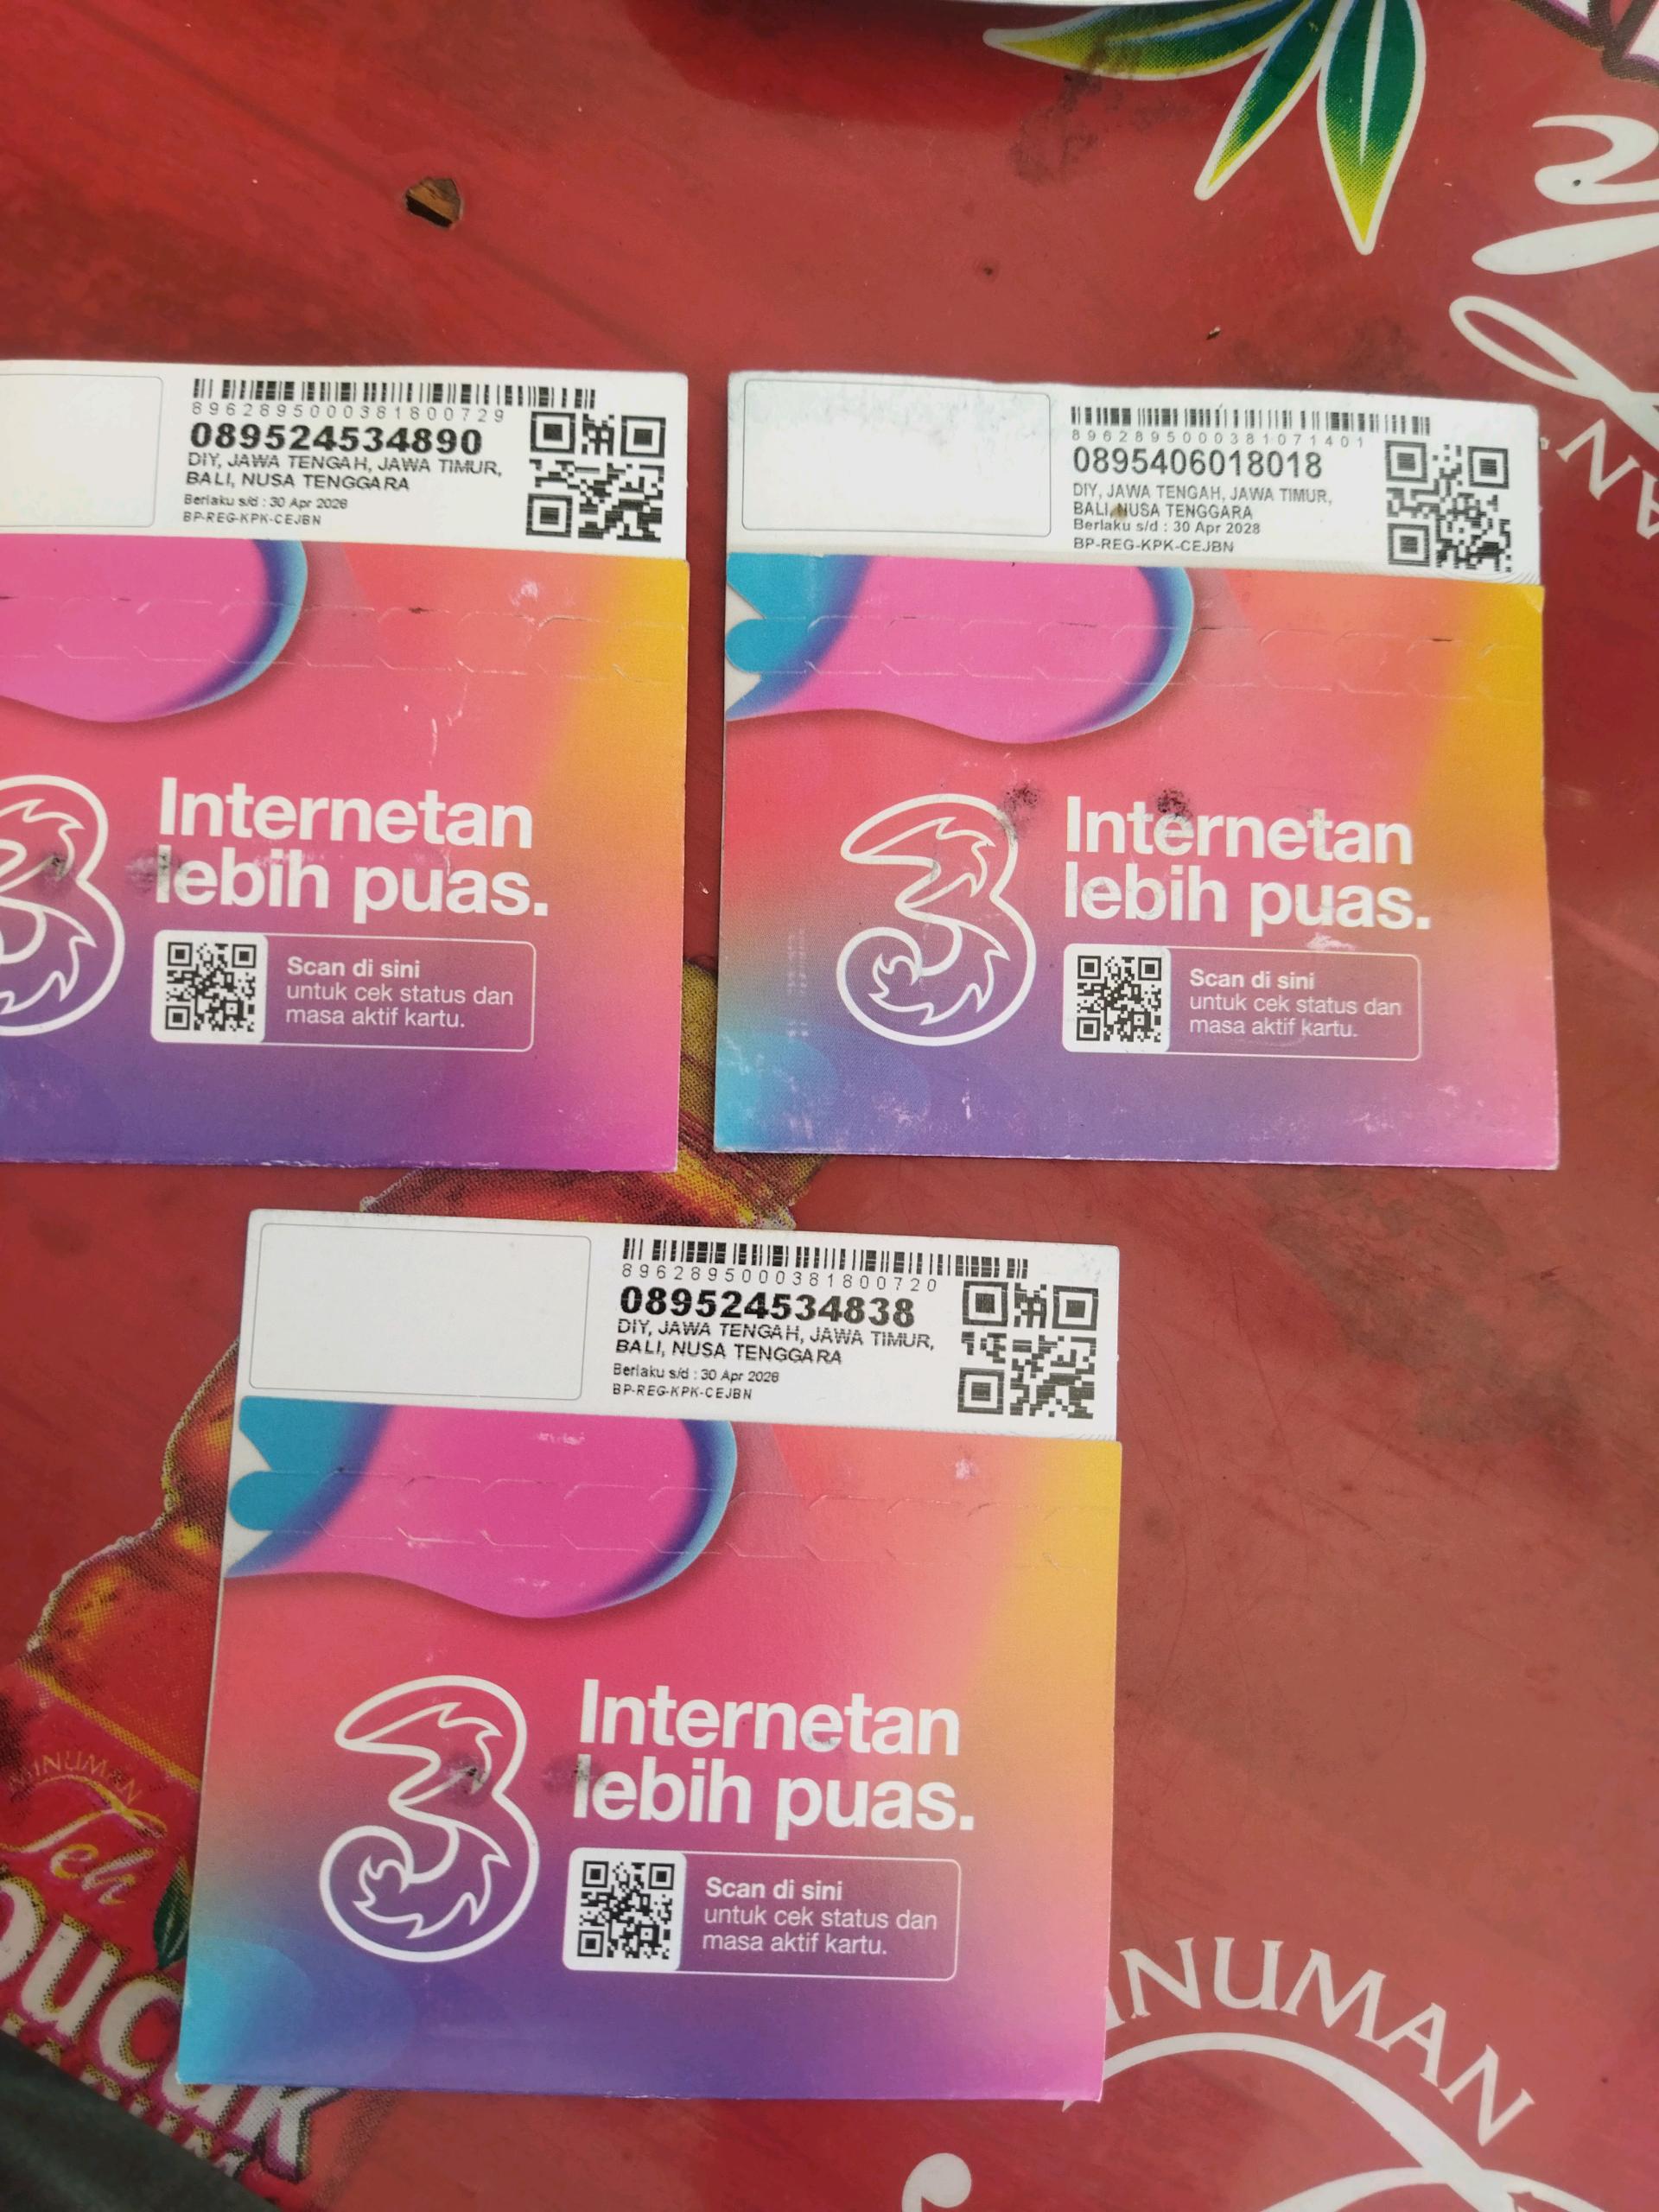 8962895000381800729
089524534890
DIY, JAWA TENGAH, JAWA TIMUR,
BALI, NUSA TENGGARA
Berlaku s/d : 30 Apr 2028
BP-REG-KPK-CEJBN
Internetan
lebih puas.
Scan di sini
untuk cek status dan
masa aktif kartu.
8962895000381071401
0895406018018
DIY, JAWA TENGAH, JAWA TIMUR,
BALI, NUSA TENGGARA
Berlaku s/d : 30 Apr 2028
BP-REG-KPK-CEJBN
3
Internetan
lebih puas.
Scan di sini
untuk cek status dan
masa aktif kartu.
8962895000381800720
089524534838
DIY, JAWA TENGAH, JAWA TIMUR,
BALI, NUSA TENGGARA
Berlaku s/d : 30 Apr 2028
BP-REG-KPK-CEJBN
3
Internetan
lebih puas.
Scan di sini
untuk cek status dan
masa aktif kartu.
MINUMAN
Teh